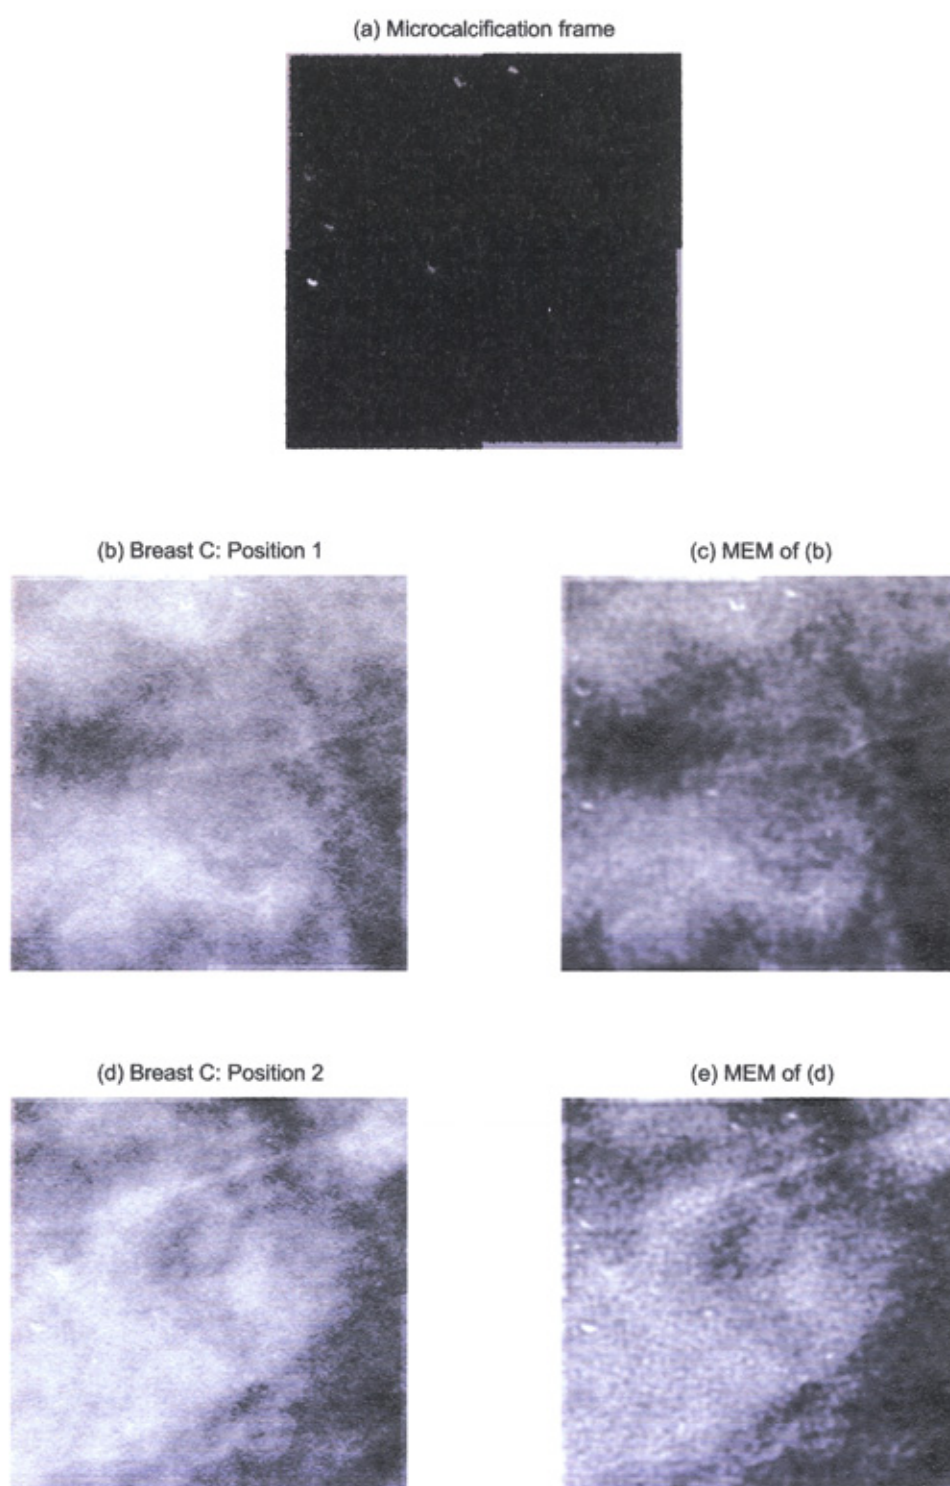 (a) Microcalcification frame
(b) Breast C: Position 1
(c) MEM of (b)
(d) Breast C: Position 2
(e) MEM of (d)